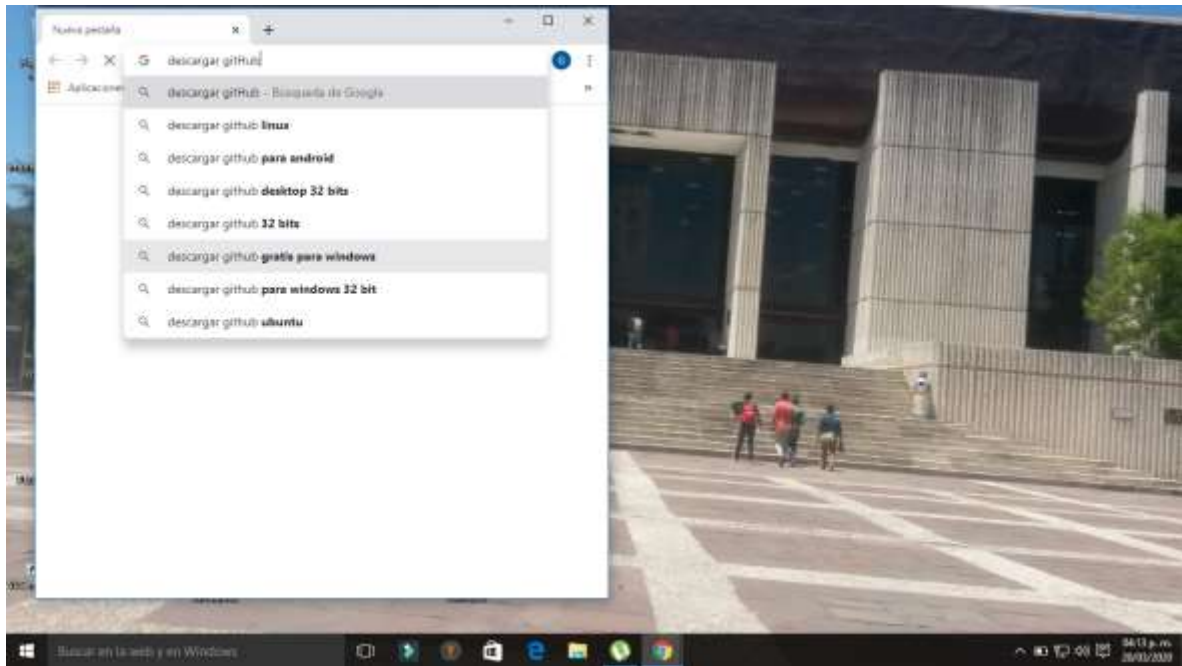 Nueva pestaña
descargar gitHub
Aplicaciones
descargar gitHub - Búsqueda de Google
descargar github linux
descargar github para android
descargar github desktop 32 bits
descargar github 32 bits
descargar github gratis para windows
descargar github para windows 32 bit
descargar github ubuntu
Buscar en la web y en Windows
04:13 p. m.